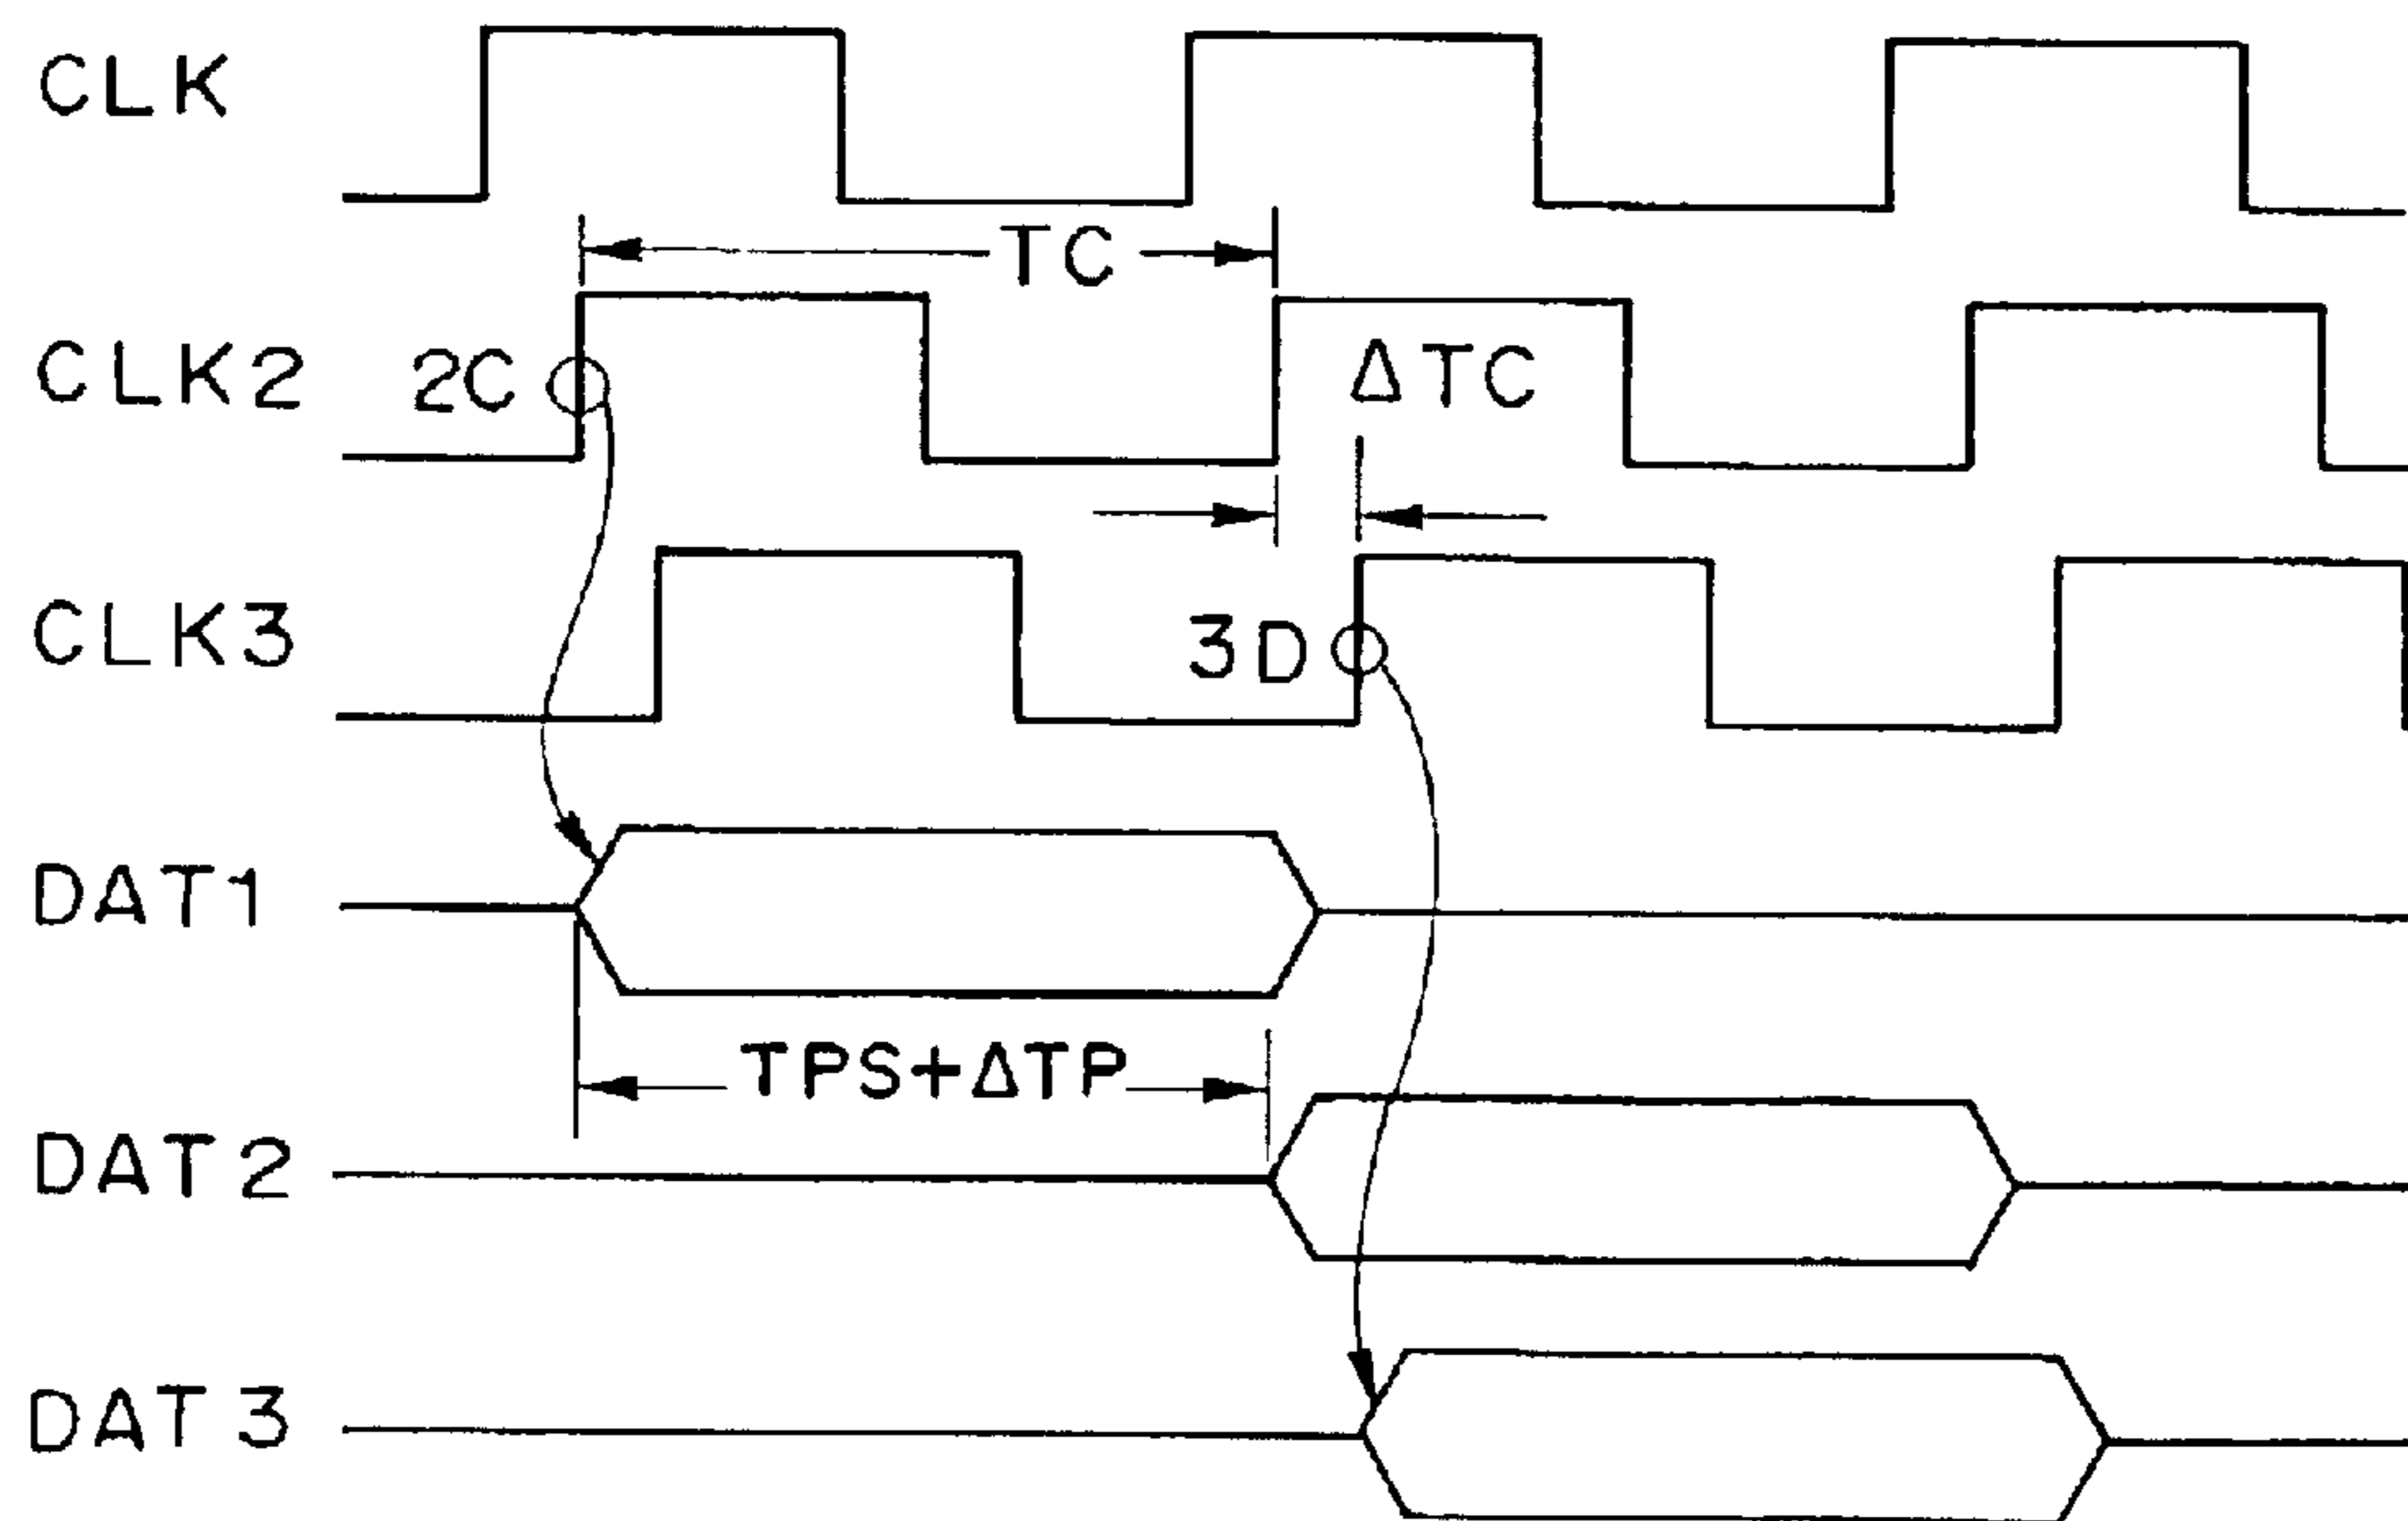 CLK
TC
CLK2 2C ΔTC
CLK3 3D
DAT1
TPS+ΔTP
DAT2
DAT3